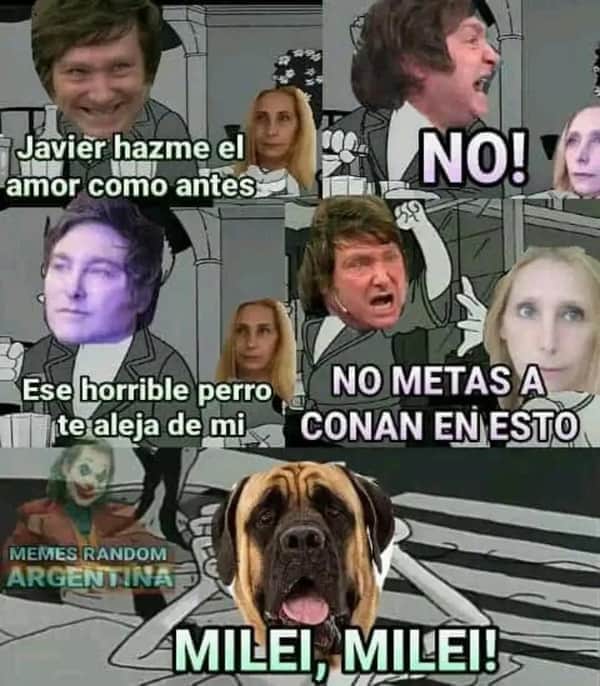 Javier hazme el
amor como antes
NO!
Ese horrible perro
te aleja de mi
NO METAS A
CONAN EN ESTO
MEMES RANDOM
ARGENTINA
MILEI, MILEI!